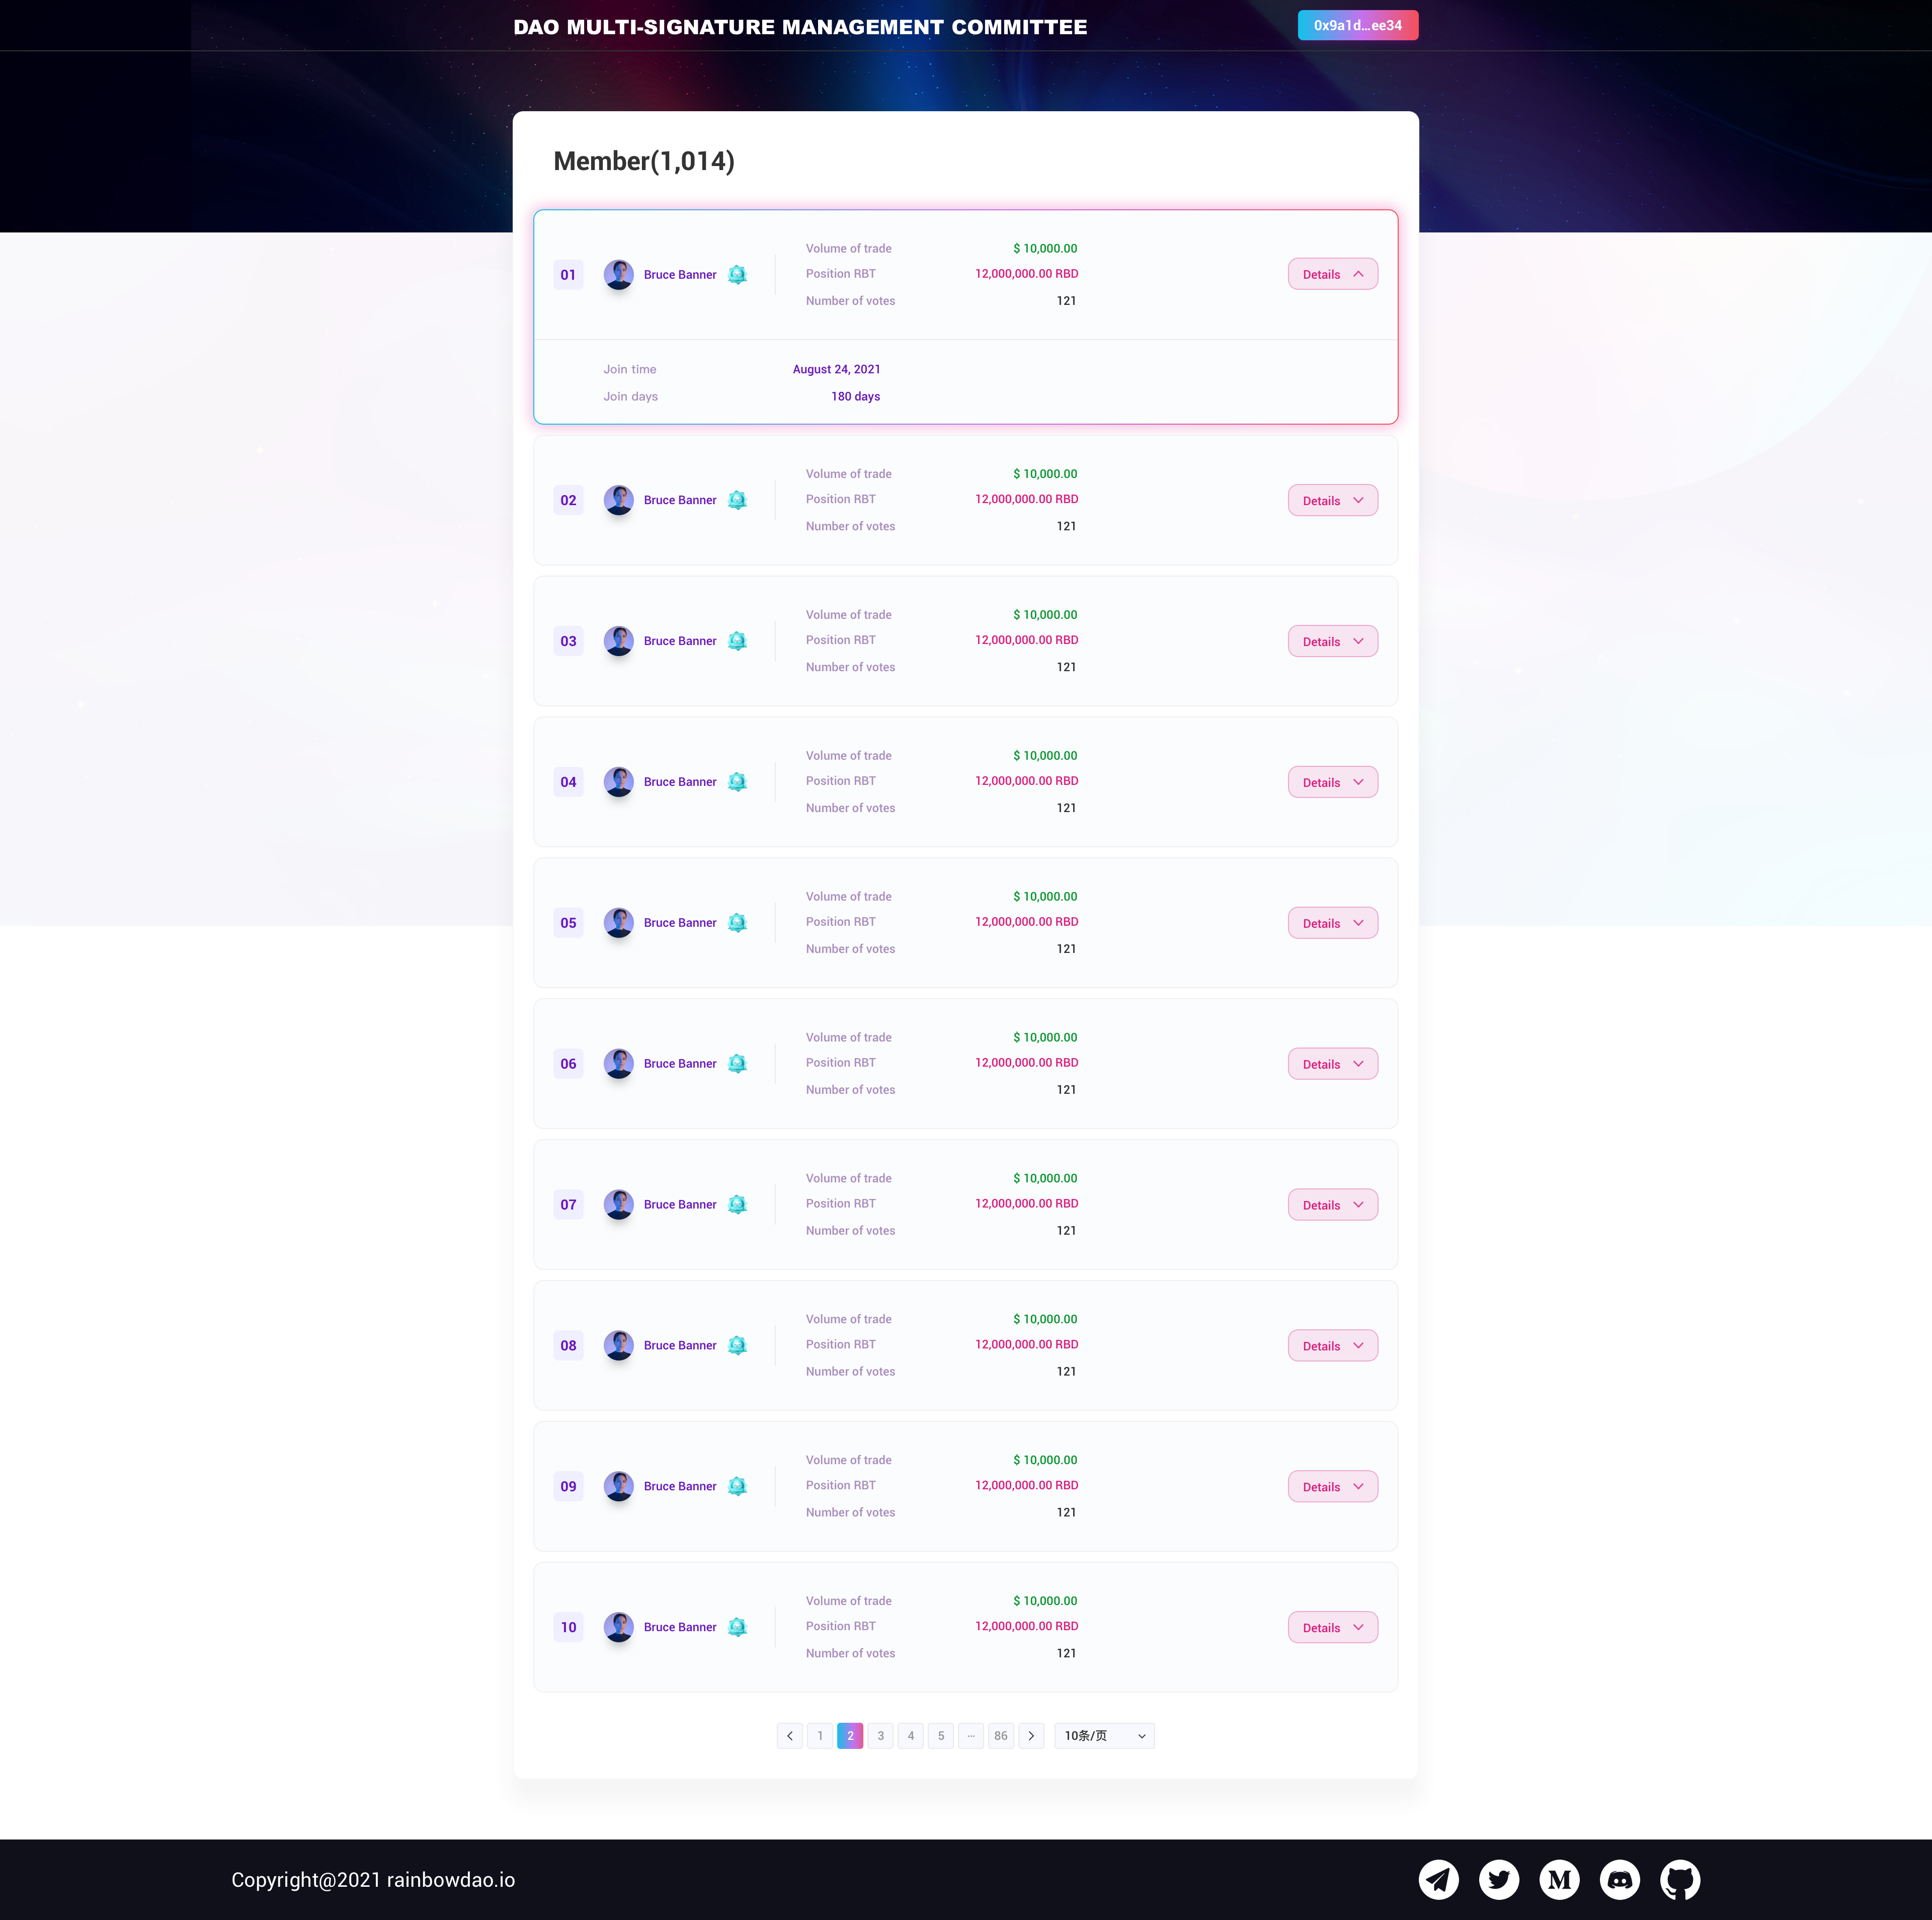 DAO MULTI-SIGNATURE MANAGEMENT COMMITTEE
0x9a1d...ee34
Member(1,014)
01 Bruce Banner
Volume of trade $ 10,000.00
Position RBT 12,000,000.00 RBD
Number of votes 121
Details
Join time August 24, 2021
Join days 180 days
02 Bruce Banner
Volume of trade $ 10,000.00
Position RBT 12,000,000.00 RBD
Number of votes 121
Details
03 Bruce Banner
Volume of trade $ 10,000.00
Position RBT 12,000,000.00 RBD
Number of votes 121
Details
04 Bruce Banner
Volume of trade $ 10,000.00
Position RBT 12,000,000.00 RBD
Number of votes 121
Details
05 Bruce Banner
Volume of trade $ 10,000.00
Position RBT 12,000,000.00 RBD
Number of votes 121
Details
06 Bruce Banner
Volume of trade $ 10,000.00
Position RBT 12,000,000.00 RBD
Number of votes 121
Details
07 Bruce Banner
Volume of trade $ 10,000.00
Position RBT 12,000,000.00 RBD
Number of votes 121
Details
08 Bruce Banner
Volume of trade $ 10,000.00
Position RBT 12,000,000.00 RBD
Number of votes 121
Details
09 Bruce Banner
Volume of trade $ 10,000.00
Position RBT 12,000,000.00 RBD
Number of votes 121
Details
10 Bruce Banner
Volume of trade $ 10,000.00
Position RBT 12,000,000.00 RBD
Number of votes 121
Details
1 2 3 4 5 ... 86 10条/页
Copyright@2021 rainbowdao.io